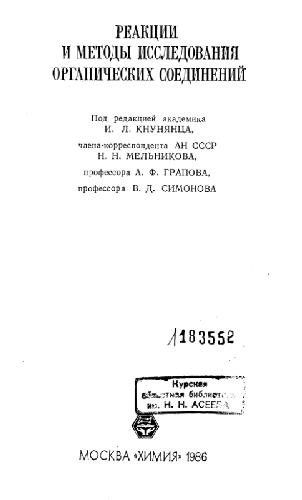 РЕАКЦИИ
И МЕТОДЫ ИССЛЕДОВАНИЯ
ОРГАНИЧЕСКИХ СОЕДИНЕНИЙ
Под редакцией академика
И. Л. КНУНЯНЦА,
члена-корреспондента АН СССР
Н. Н. МЕЛЬНИКОВА,
профессора А. Ф. ГРАПОВА,
профессора В. Д. СИМОНОВА
1183552
Курская
областная библиотека
им. Н. Н. АСЕЕВА
МОСКВА «ХИМИЯ» 1986